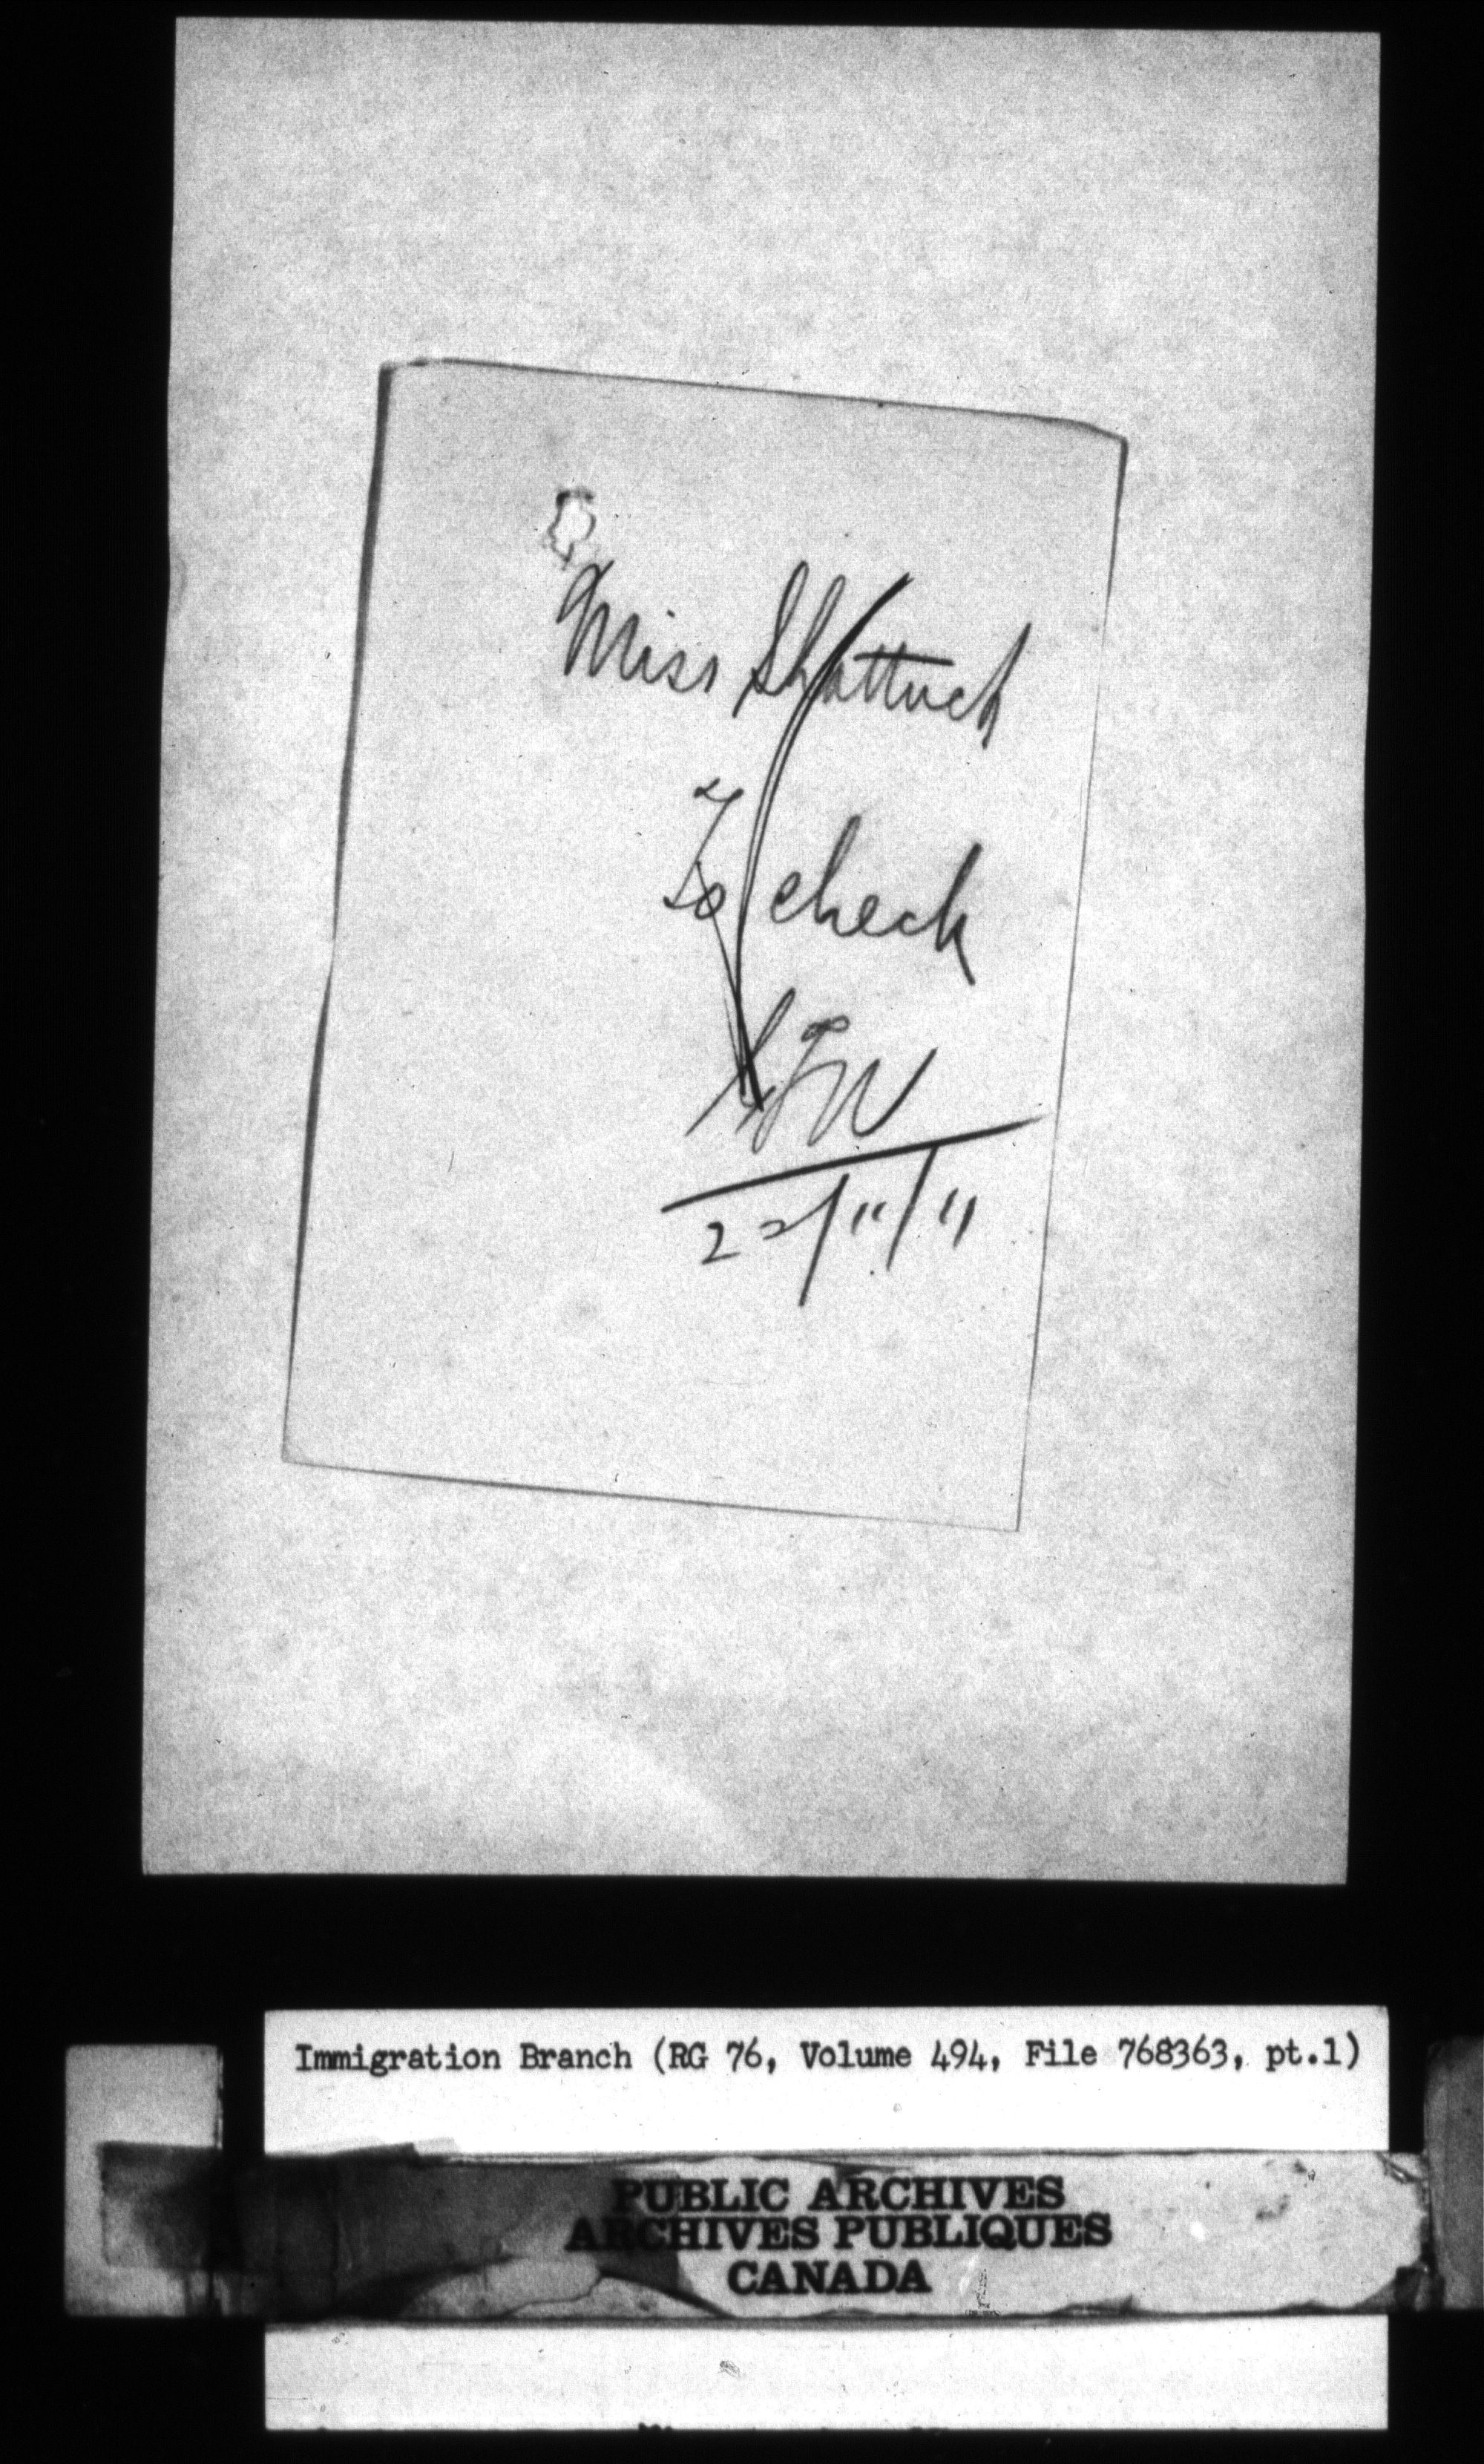 Miss Shattuck
To check
22/11/11
Immigration Branch (RG 76, Volume 494, File 768363, pt.1)
PUBLIC ARCHIVES
ARCHIVES PUBLIQUES
CANADA